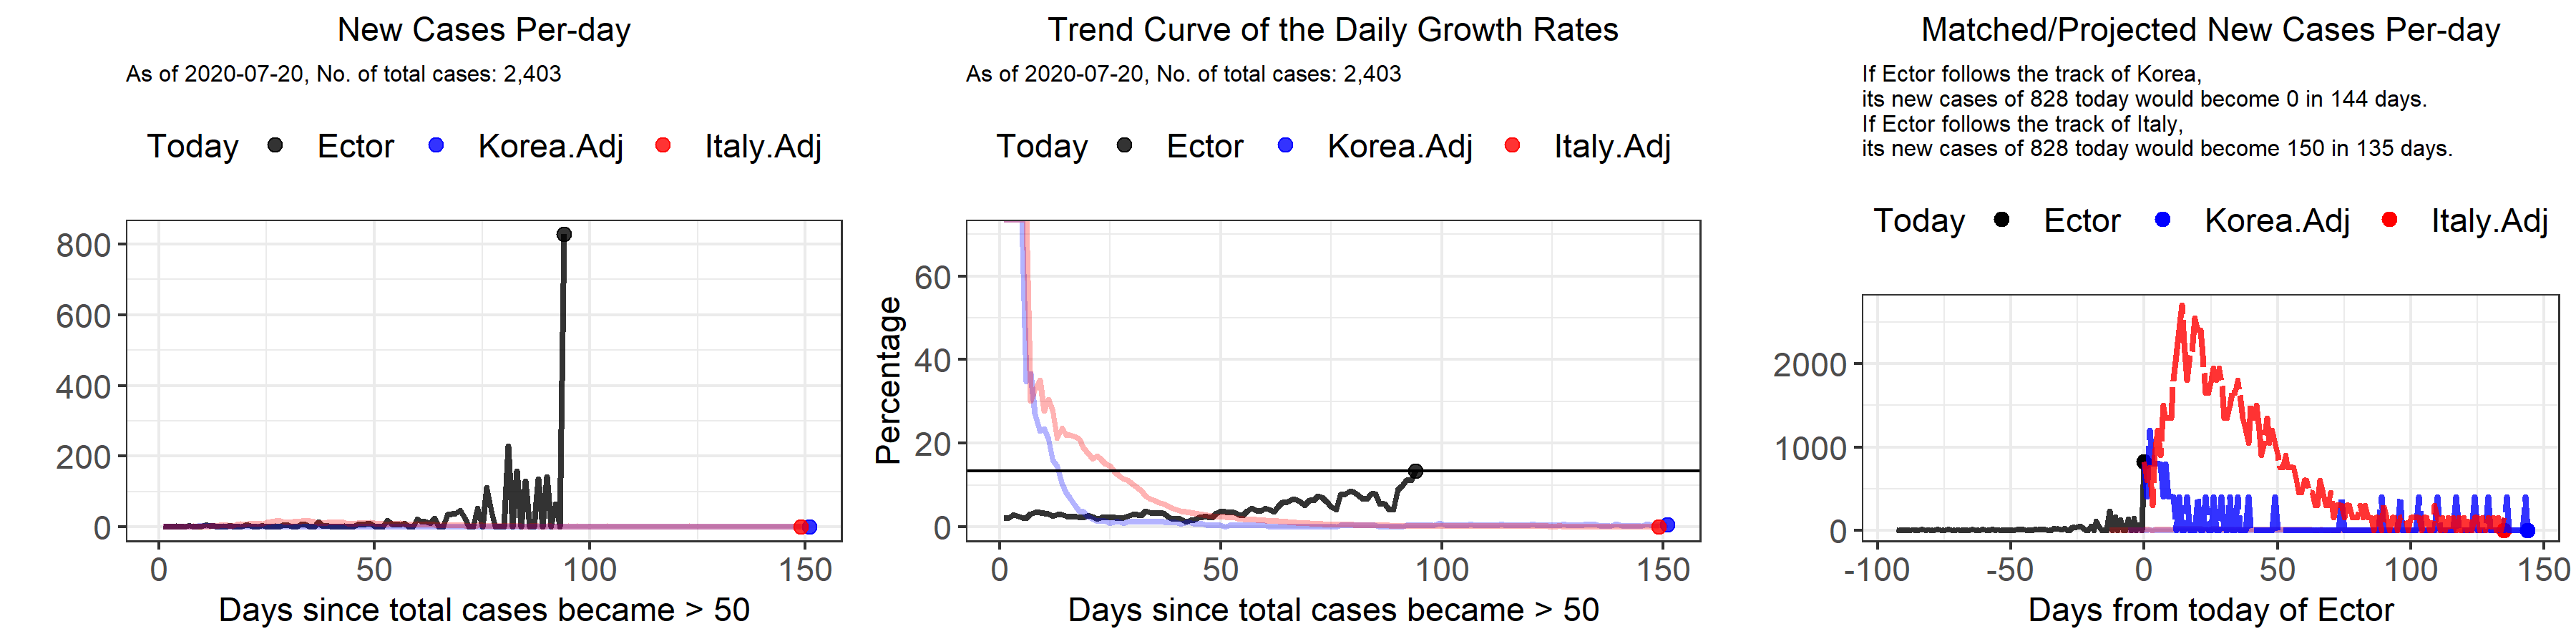 New Cases Per-day
As of 2020-07-20, No. of total cases: 2,403
Today Ector Korea.Adj Italy.Adj
800
600
400
200
0
0 50 100 150
Days since total cases became > 50
Trend Curve of the Daily Growth Rates
As of 2020-07-20, No. of total cases: 2,403
Today Ector Korea.Adj Italy.Adj
Percentage
60
40
20
0
0 50 100 150
Days since total cases became > 50
Matched/Projected New Cases Per-day
If Ector follows the track of Korea,
its new cases of 828 today would become 0 in 144 days.
If Ector follows the track of Italy,
its new cases of 828 today would become 150 in 135 days.
Today Ector Korea.Adj Italy.Adj
2000
1000
0
-100 -50 0 50 100 150
Days from today of Ector